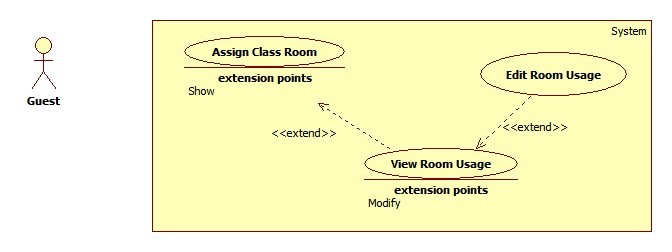 System
Assign Class Room
extension points
Show
Edit Room Usage
Guest
<<extend>>
<<extend>>
View Room Usage
extension points
Modify